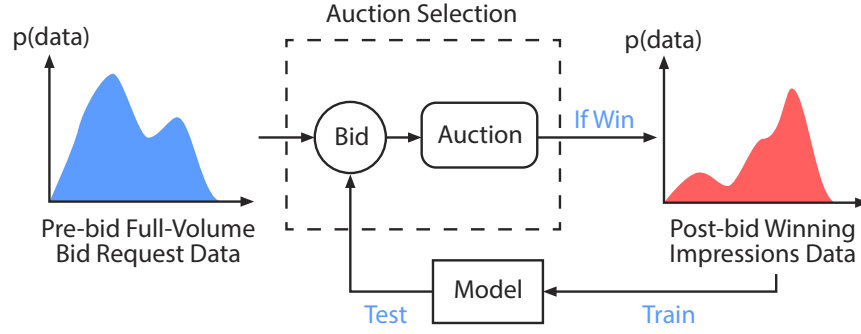 Auction Selection
p(data)
p(data)
Bid
Auction
If Win
Pre-bid Full-Volume
Bid Request Data
Post-bid Winning
Impressions Data
Model
Test
Train